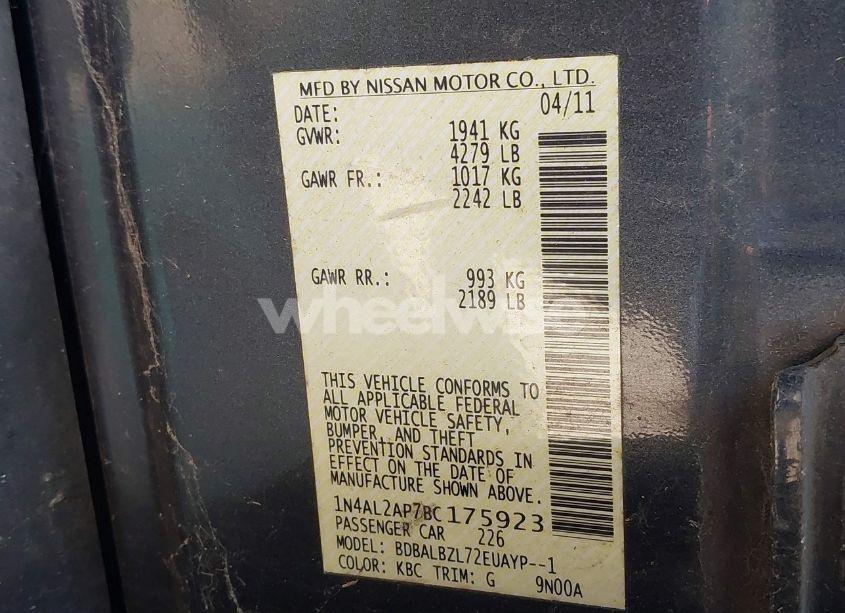 MFD BY NISSAN MOTOR CO., LTD.
DATE: 04/11
GVWR: 1941 KG
4279 LB
GAWR FR.: 1017 KG
2242 LB
GAWR RR.: 993 KG
2189 LB
wheelwise
THIS VEHICLE CONFORMS TO
ALL APPLICABLE FEDERAL
MOTOR VEHICLE SAFETY,
BUMPER, AND THEFT
PREVENTION STANDARDS IN
EFFECT ON THE DATE OF
MANUFACTURE SHOWN ABOVE.
1N4AL2AP7BC175923
PASSENGER CAR 226
MODEL: BDBALBZL72EUAYP--1
COLOR: KBC TRIM: G 9N00A